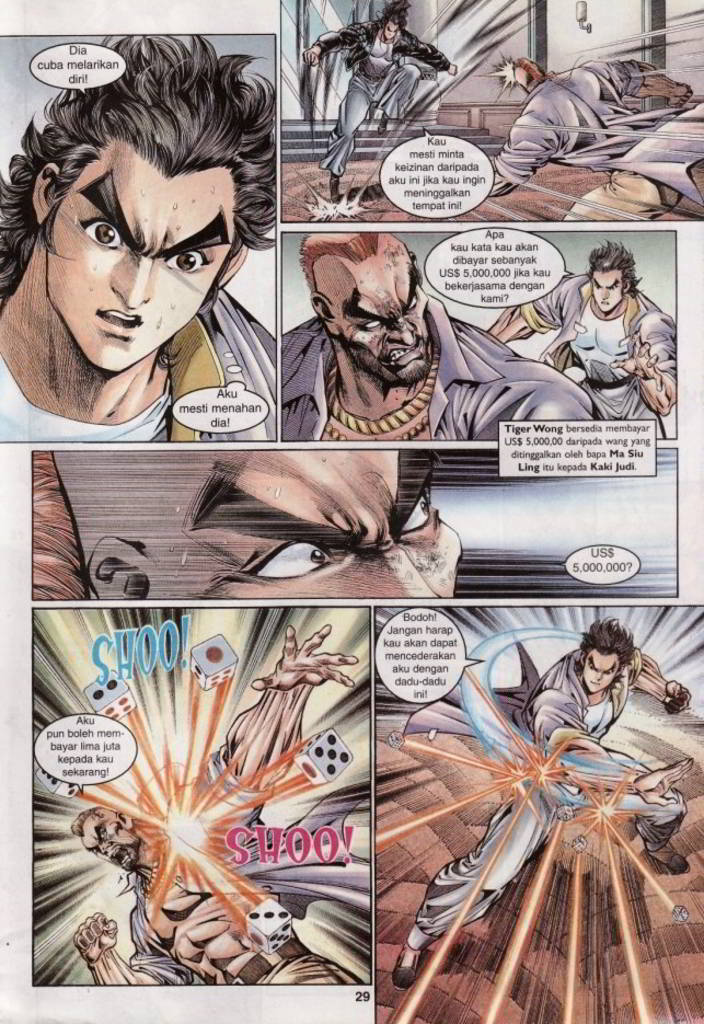 Dia
cuba melarikan
diri!
Aku
mesti menahan
dia!
Kau
mesti minta
keizinan daripada
aku ini jika kau ingin
meninggalkan
tempat ini!
Apa
kau kata kau akan
dibayar sebanyak
US$ 5,000,000 jika kau
bekerjasama dengan
kami?
Tiger Wong bersedia membayar
US$ 5,000,00 daripada wang yang
ditinggalkan oleh bapa Ma Siu
Ling itu kepada Kaki Judi.
US$
5,000,000?
SHOO!
Aku
pun boleh mem-
bayar lima juta
kepada kau
sekarang!
SHOO!
Bodoh!
Jangan harap
kau akan dapat
mencederakan
aku dengan
dadu-dadu
ini!
29